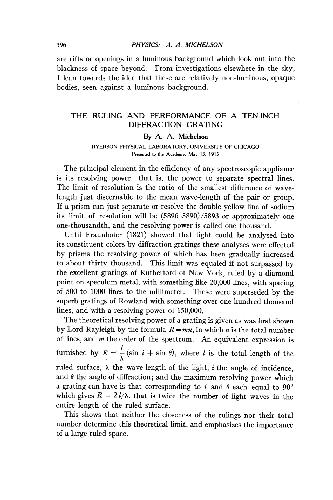 396 PHYSICS: A. A. MICHELSON
are rifts or openings in a luminous background which look out into the
blackness of space beyond. From investigations elsewhere in the sky,
I lean towards the idea that these are relatively non-luminous, opaque
bodies, seen against a luminous background.
THE RULING AND PERFORMANCE OF A TEN-INCH
DIFFRACTION GRATING
By A. A. Michelson
RYERSON PHYSICAL LABORATORY, UNIVERSITY OF CHICAGO
Presented to the Academy, May 13, 1915
The principal element in the efficiency of any spectroscopic appliance
is its resolving power—that is, the power to separate spectral lines.
The limit of resolution is the ratio of the smallest difference of wave-
length just discernable to the mean wave-length of the pair or group.
If a prism can just separate or resolve the double yellow line of sodium
its limit of resolution will be (5896-5890)/5893 or approximately one
one-thousandth, and the resolving power is called one thousand.
Until Fraunhofer (1821) showed that light could be analyzed into
its constituent colors by diffraction gratings these analyses were effected
by prisms the resolving power of which has been gradually increased
to about thirty thousand. This limit was equaled if not surpassed by
the excellent gratings of Rutherford of New York, ruled by a diamond
point on speculum metal, with something like 20,000 lines, with spacing
of 500 to 1000 lines to the millimeter. These were superseded by the
superb gratings of Rowland with something over one hundred thousand
lines, and with a resolving power of 150,000.
The theoretical resolving power of a grating is given as was first shown
by Lord Rayleigh by the formula R=mn, in which n is the total number
of lines, and m the order of the spectrum. An equivalent expression is
furnished by R = l/λ (sin i + sin θ), where l is the total length of the
ruled surface, λ the wave length of the light, i the angle of incidence,
and θ the angle of diffraction; and the maximum resolving power which
a grating can have is that corresponding to i and θ each equal to 90°
which gives R = 2l/λ, that is twice the number of light waves in the
entire length of the ruled surface.
This shows that neither the closeness of the rulings nor their total
number determine this theoretical limit, and emphasizes the importance
of a large ruled space.